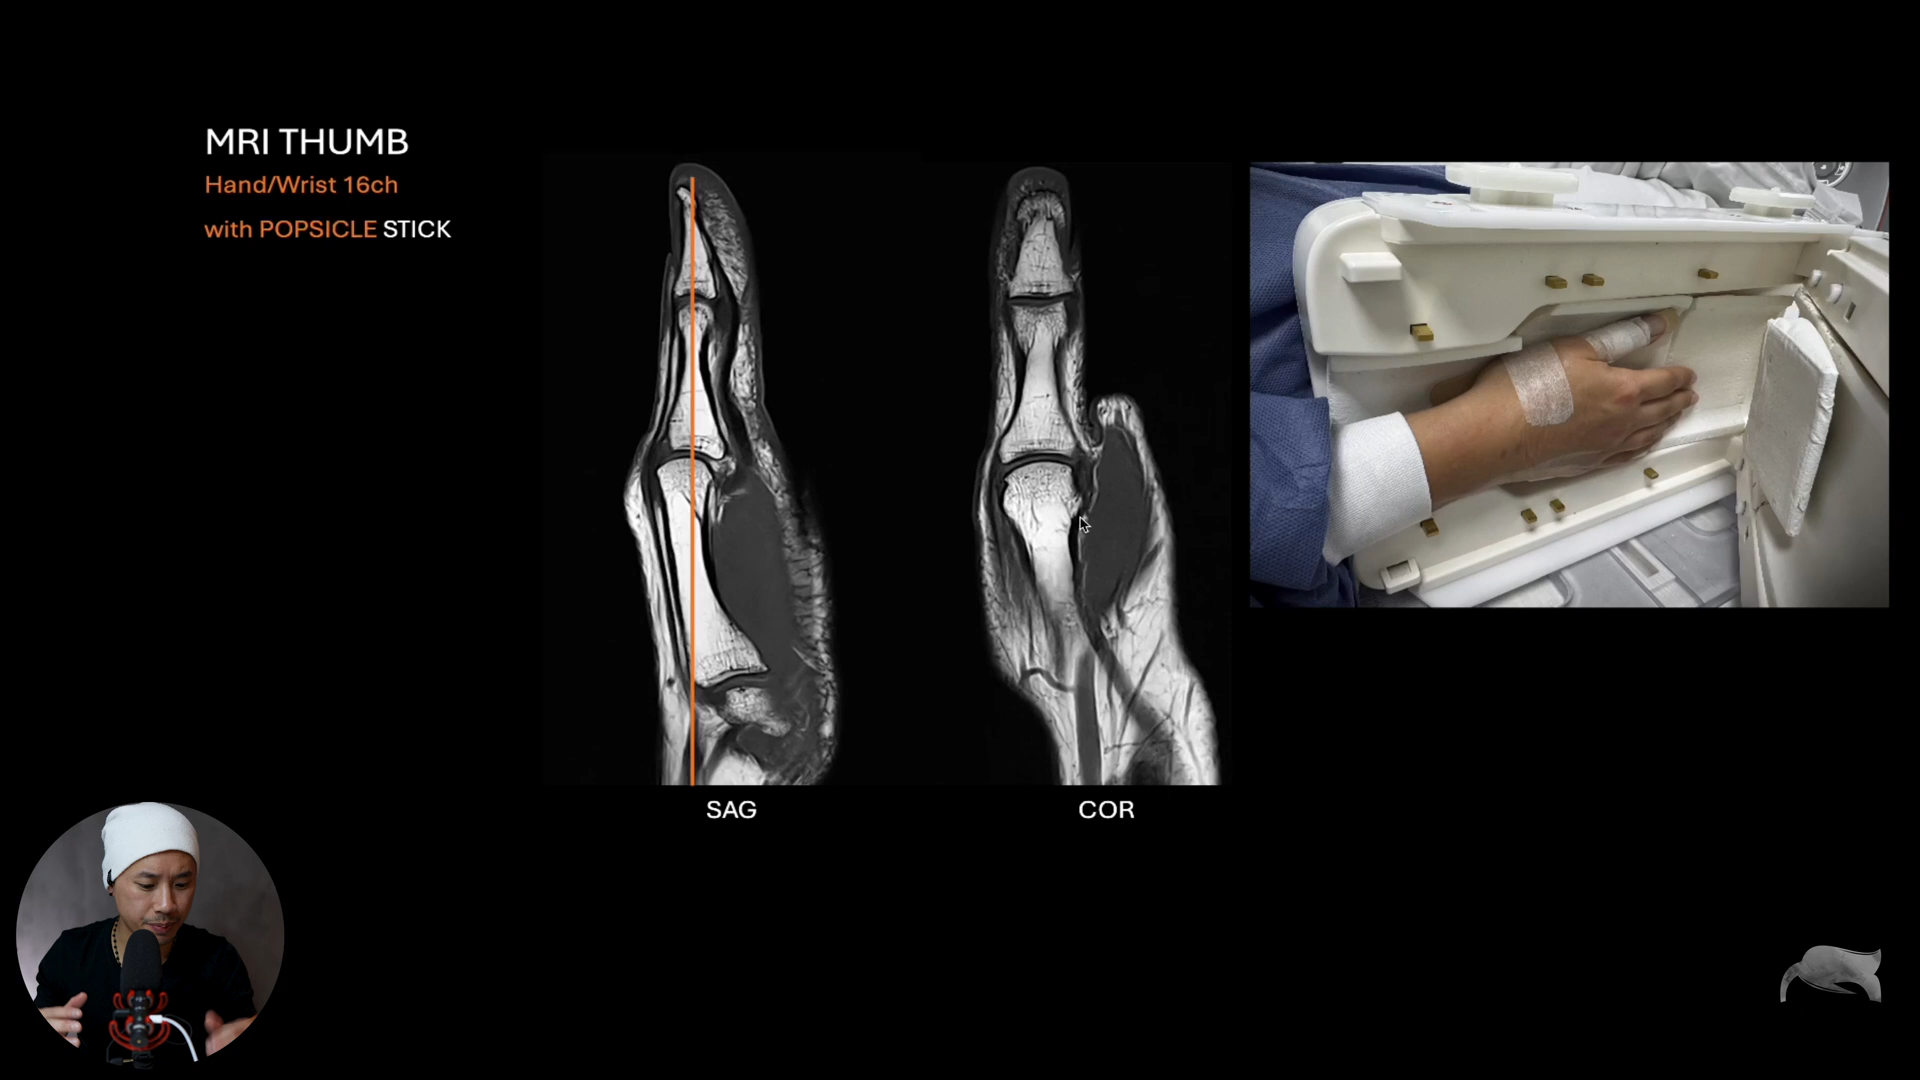 MRI THUMB
Hand/Wrist 16ch
with POPSICLE STICK
SAG
COR